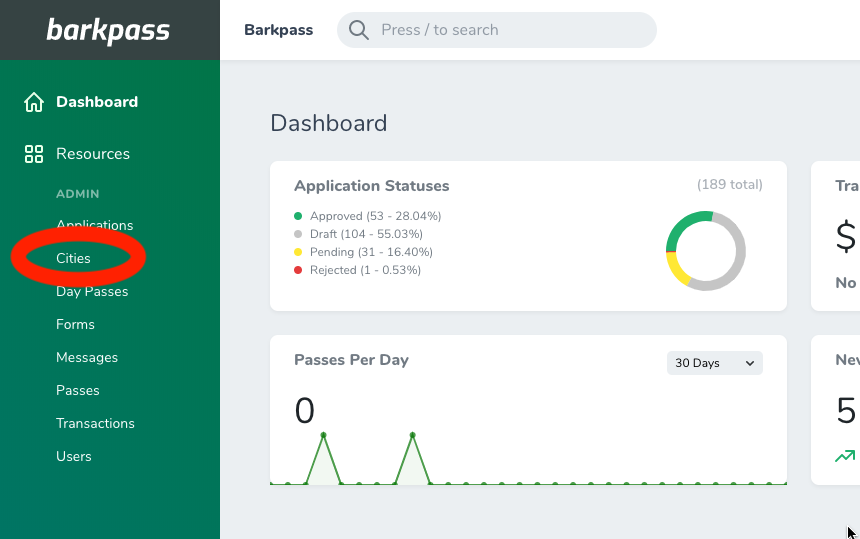 barkpass
Barkpass
Press / to search
Dashboard
Resources
ADMIN
Applications
Cities
Day Passes
Forms
Messages
Passes
Transactions
Users
Dashboard
Application Statuses
(189 total)
Approved (53 - 28.04%)
Draft (104 - 55.03%)
Pending (31 - 16.40%)
Rejected (1 - 0.53%)
Tra
$
No
Passes Per Day
30 Days
0
New
5